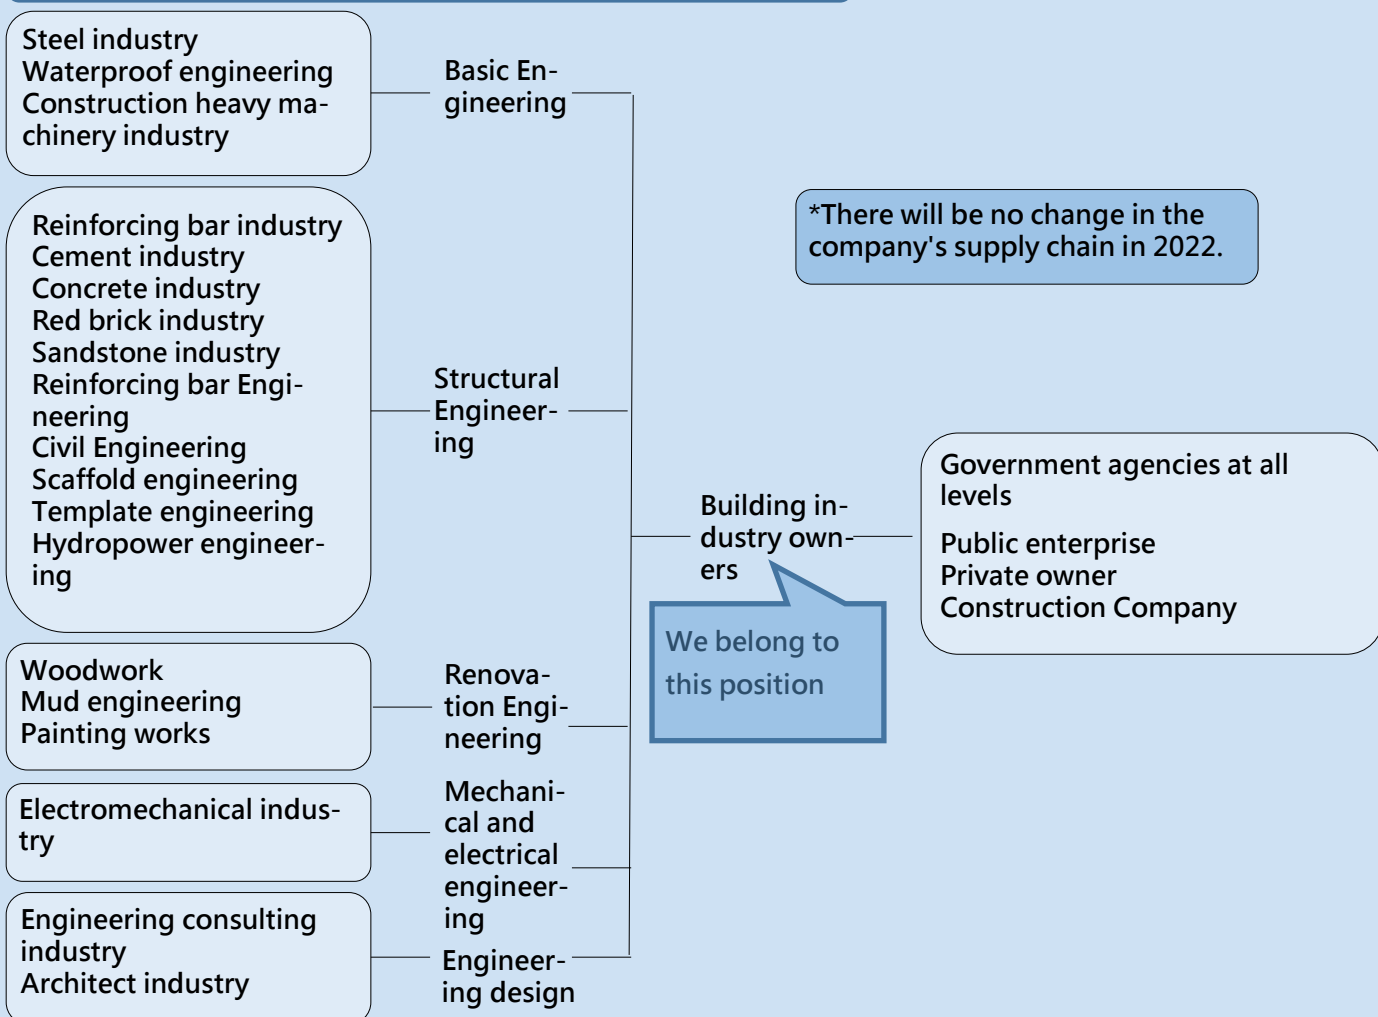 Steel industry
Waterproof engineering
Construction heavy ma-
chinery industry
Basic En-
gineering
Reinforcing bar industry
Cement industry
Concrete industry
Red brick industry
Sandstone industry
Reinforcing bar Engi-
neering
Civil Engineering
Scaffold engineering
Template engineering
Hydropower engineer-
ing
Structural
Engineer-
ing
*There will be no change in the
company's supply chain in 2022.
Woodwork
Mud engineering
Painting works
Renova-
tion Engi-
neering
Electromechanical indus-
try
Mechani-
cal and
electrical
engineer-
ing
Engineering consulting
industry
Architect industry
Engineer-
ing design
Building in-
dustry own-
ers
We belong to
this position
Government agencies at all
levels
Public enterprise
Private owner
Construction Company